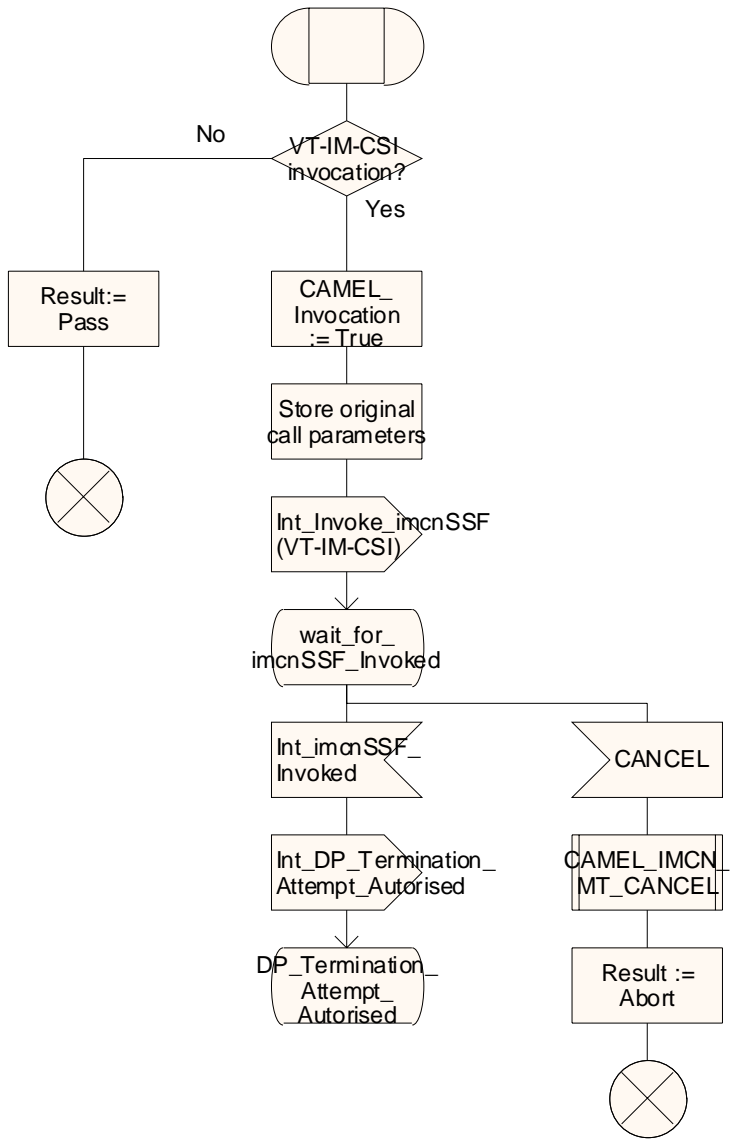 No
VT-IM-CSI
invocation?
Yes
Result:=
Pass
CAMEL_
Invocation
:= True
Store original
call parameters
Int_Invoke_imcnSSF
(VT-IM-CSI)
wait_for_
imcnSSF_Invoked
Int_imcnSSF_
Invoked
CANCEL
Int_DP_Termination_
Attempt_Autorised
CAMEL_IMCN_
MT_CANCEL
DP_Termination_
Attempt_
Autorised
Result :=
Abort